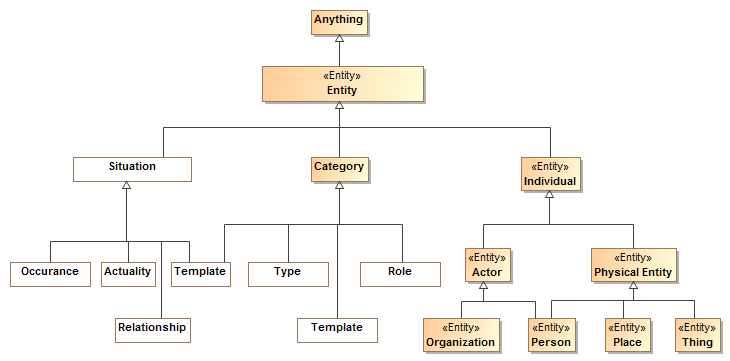 Anything
«Entity»
Entity
Situation
Category
«Entity»
Individual
«Entity»
Actor
«Entity»
Physical Entity
Occurance
Actuality
Template
Type
Role
Relationship
Template
«Entity»
Organization
«Entity»
Person
«Entity»
Place
«Entity»
Thing